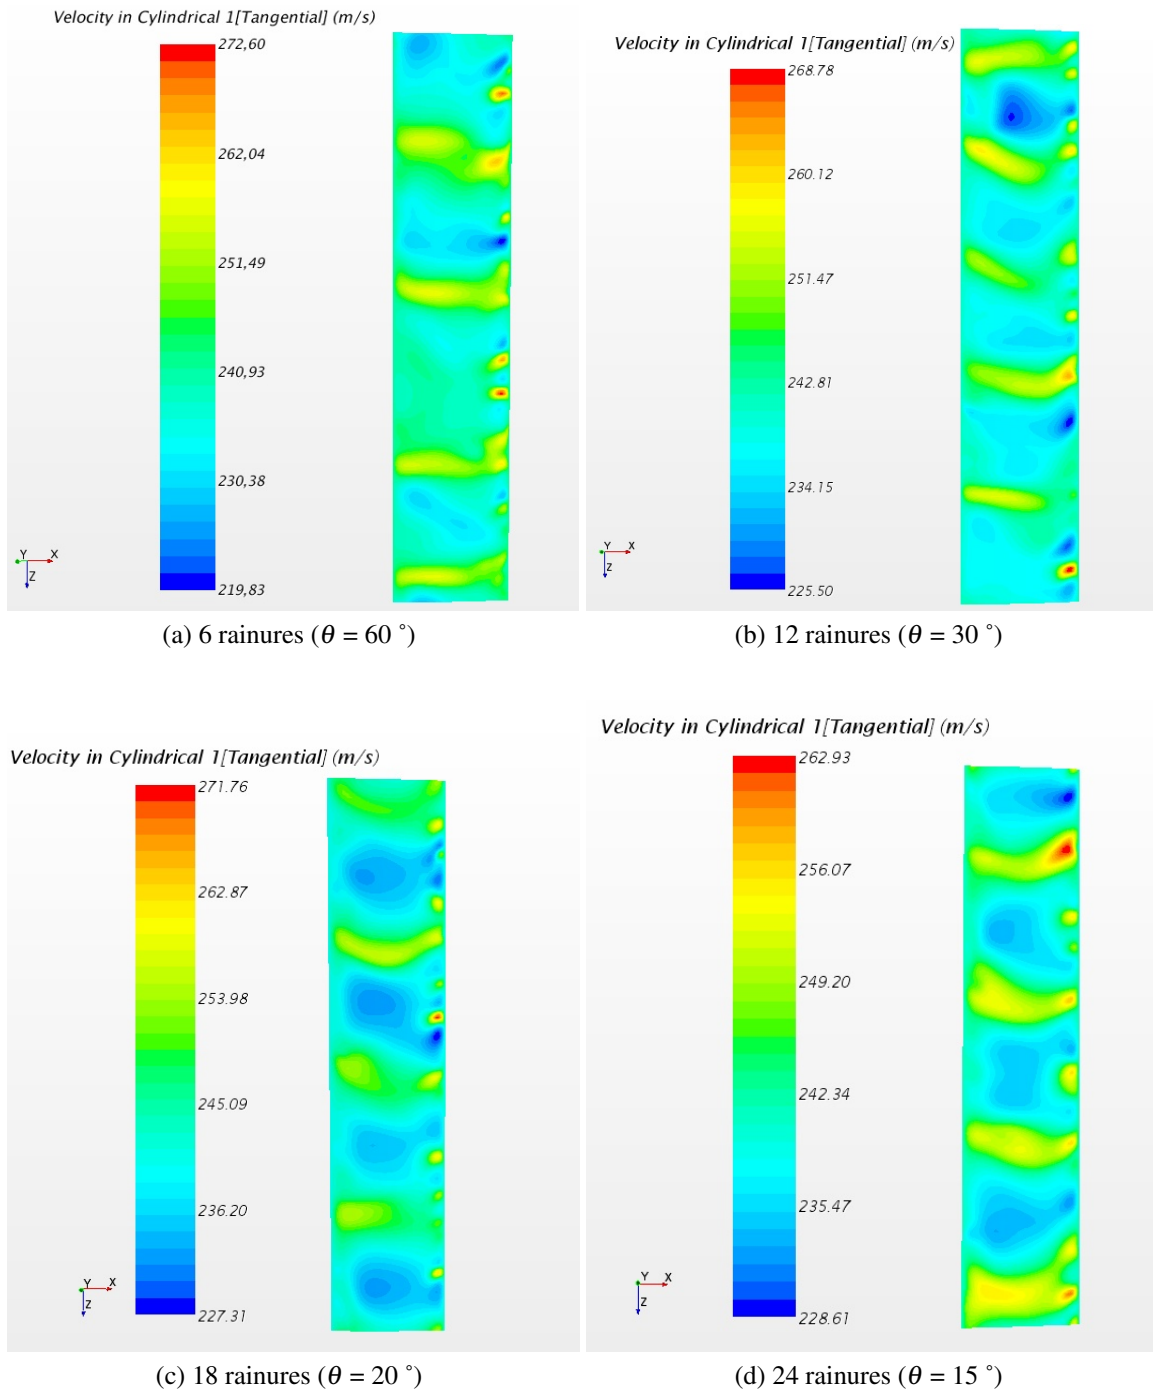 Velocity in Cylindrical 1[Tangential] (m/s)
272,60
262,04
251,49
240,93
230,38
219,83
Y X
Z
(a) 6 rainures (θ = 60 °)
Velocity in Cylindrical 1[Tangential] (m/s)
268.78
260.12
251.47
242.81
234.15
225.50
Y X
Z
(b) 12 rainures (θ = 30 °)
Velocity in Cylindrical 1[Tangential] (m/s)
271.76
262.87
253.98
245.09
236.20
227.31
Y X
Z
(c) 18 rainures (θ = 20 °)
Velocity in Cylindrical 1[Tangential] (m/s)
262.93
256.07
249.20
242.34
235.47
228.61
Y X
Z
(d) 24 rainures (θ = 15 °)